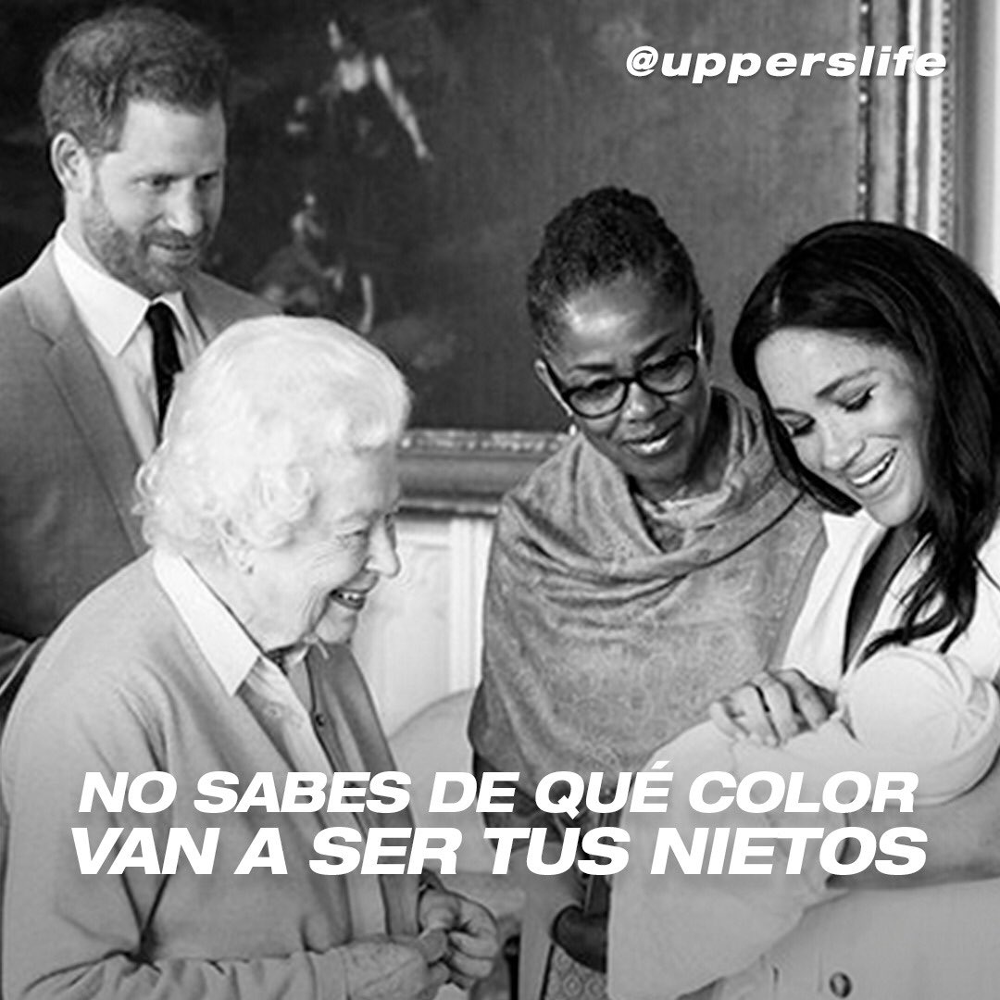 @upperslife
NO SABES DE QUÉ COLOR
VAN A SER TUS NIETOS